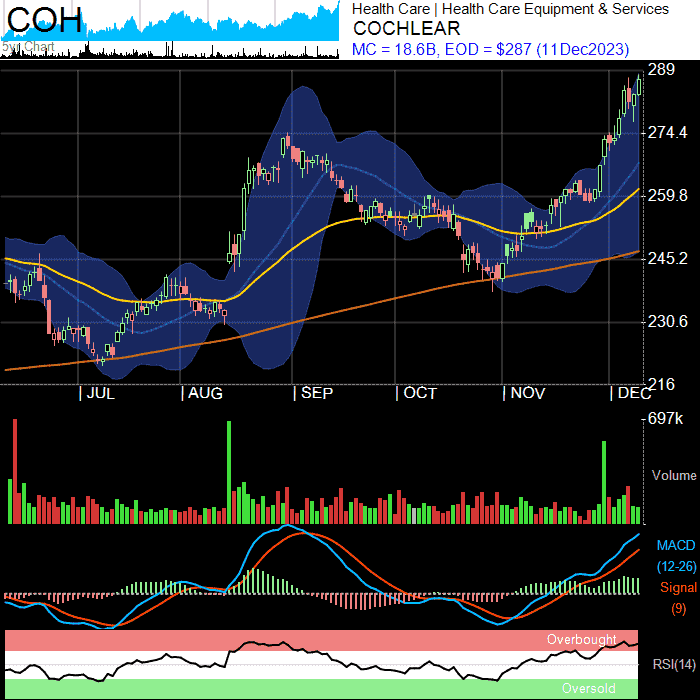 COH
5yr Chart
Health Care | Health Care Equipment & Services
COCHLEAR
MC = 18.6B, EOD = $287 (11Dec2023)
289
274.4
259.8
245.2
230.6
216
| JUL | AUG | SEP | OCT | NOV | DEC
697k
Volume
MACD
(12-26)
Signal
(9)
Overbought
RSI(14)
Oversold